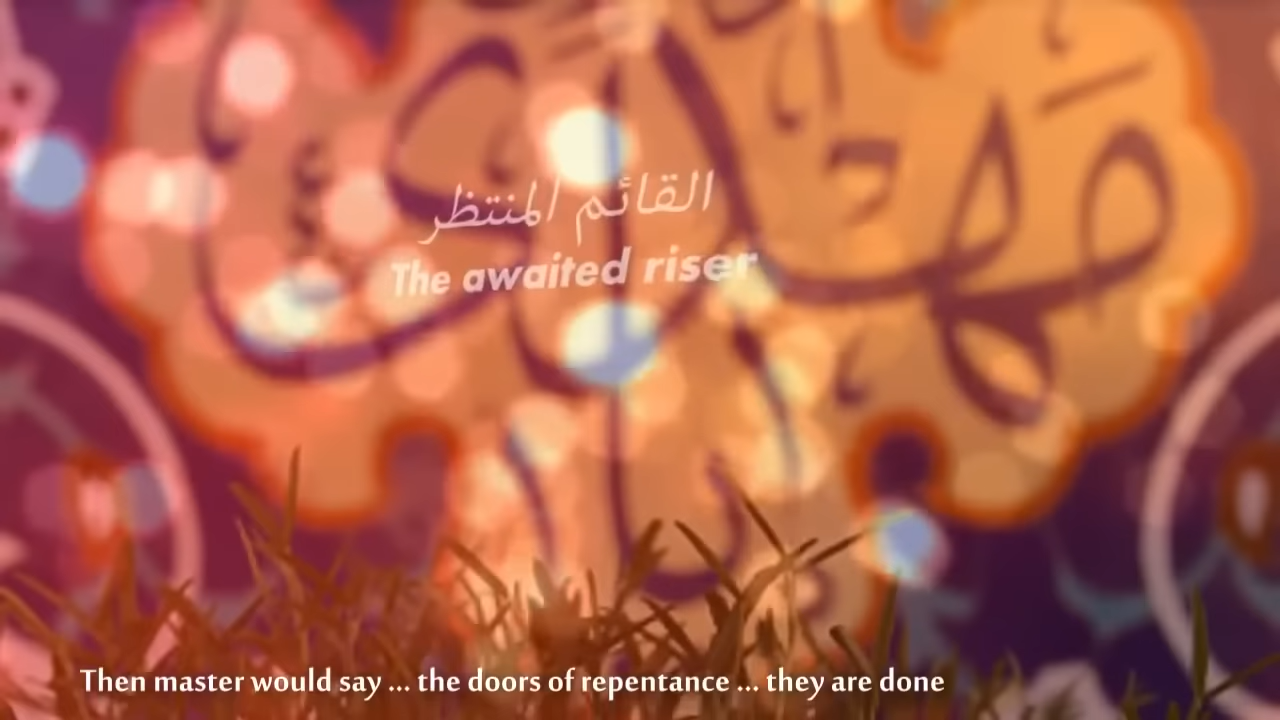 القائم المنتظر
The awaited riser
Then master would say ... the doors of repentance ... they are done